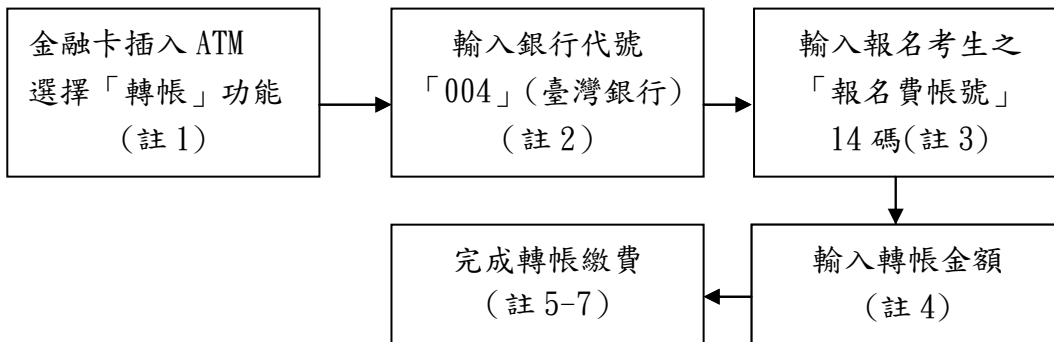 金融卡插入 ATM
選擇「轉帳」功能
(註 1)
輸入銀行代號
「004」(臺灣銀行)
(註 2)
輸入報名考生之
「報名費帳號」
14 碼(註 3)
輸入轉帳金額
(註 4)
完成轉帳繳費
(註 5-7)